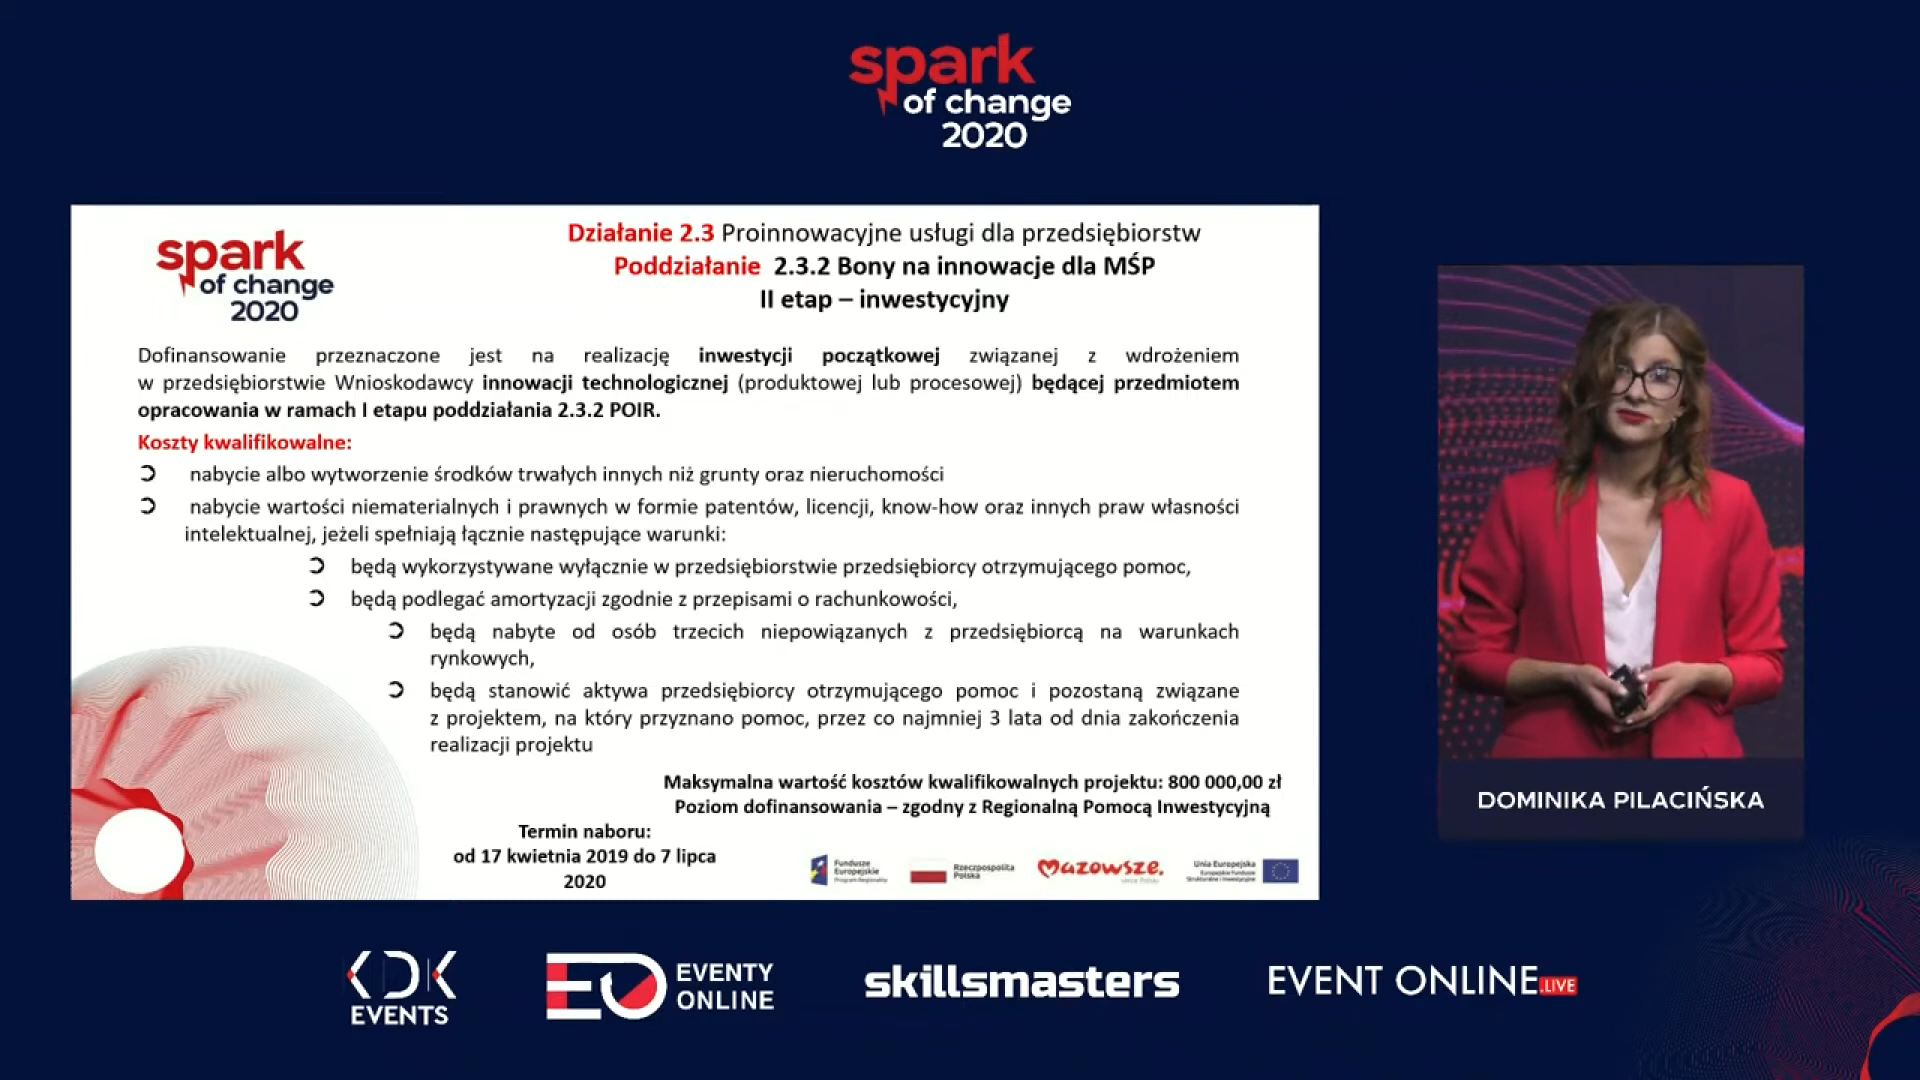 spark
of change
2020
spark
of change
2020
Działanie 2.3 Proinnowacyjne usługi dla przedsiębiorstw
Poddziałanie 2.3.2 Bony na innowacje dla MŚP
II etap – inwestycyjny
Dofinansowanie przeznaczone jest na realizację inwestycji początkowej związanej z wdrożeniem
w przedsiębiorstwie Wnioskodawcy innowacji technologicznej (produktowej lub procesowej) będącej przedmiotem
opracowania w ramach I etapu poddziałania 2.3.2 POIR.
Koszty kwalifikowalne:
nabycie albo wytworzenie środków trwałych innych niż grunty oraz nieruchomości
nabycie wartości niematerialnych i prawnych w formie patentów, licencji, know-how oraz innych praw własności
intelektualnej, jeżeli spełniają łącznie następujące warunki:
będą wykorzystywane wyłącznie w przedsiębiorstwie przedsiębiorcy otrzymującego pomoc,
będą podlegać amortyzacji zgodnie z przepisami o rachunkowości,
będą nabyte od osób trzecich niepowiązanych z przedsiębiorcą na warunkach
rynkowych,
będą stanowić aktywa przedsiębiorcy otrzymującego pomoc i pozostaną związane
z projektem, na który przyznano pomoc, przez co najmniej 3 lata od dnia zakończenia
realizacji projektu
Maksymalna wartość kosztów kwalifikowalnych projektu: 800 000,00 zł
Poziom dofinansowania – zgodny z Regionalną Pomocą Inwestycyjną
Termin naboru:
od 17 kwietnia 2019 do 7 lipca
2020
Fundusze
Europejskie
Program Regionalny
Rzeczpospolita
Polska
Mazowsze.
Unia Europejska
Europejskie Fundusze
Strukturalne i Inwestycyjne
DOMINIKA PILACIŃSKA
KDK
EVENTS
EO
EVENTY
ONLINE
skillsmasters
EVENT ONLINE.LIVE